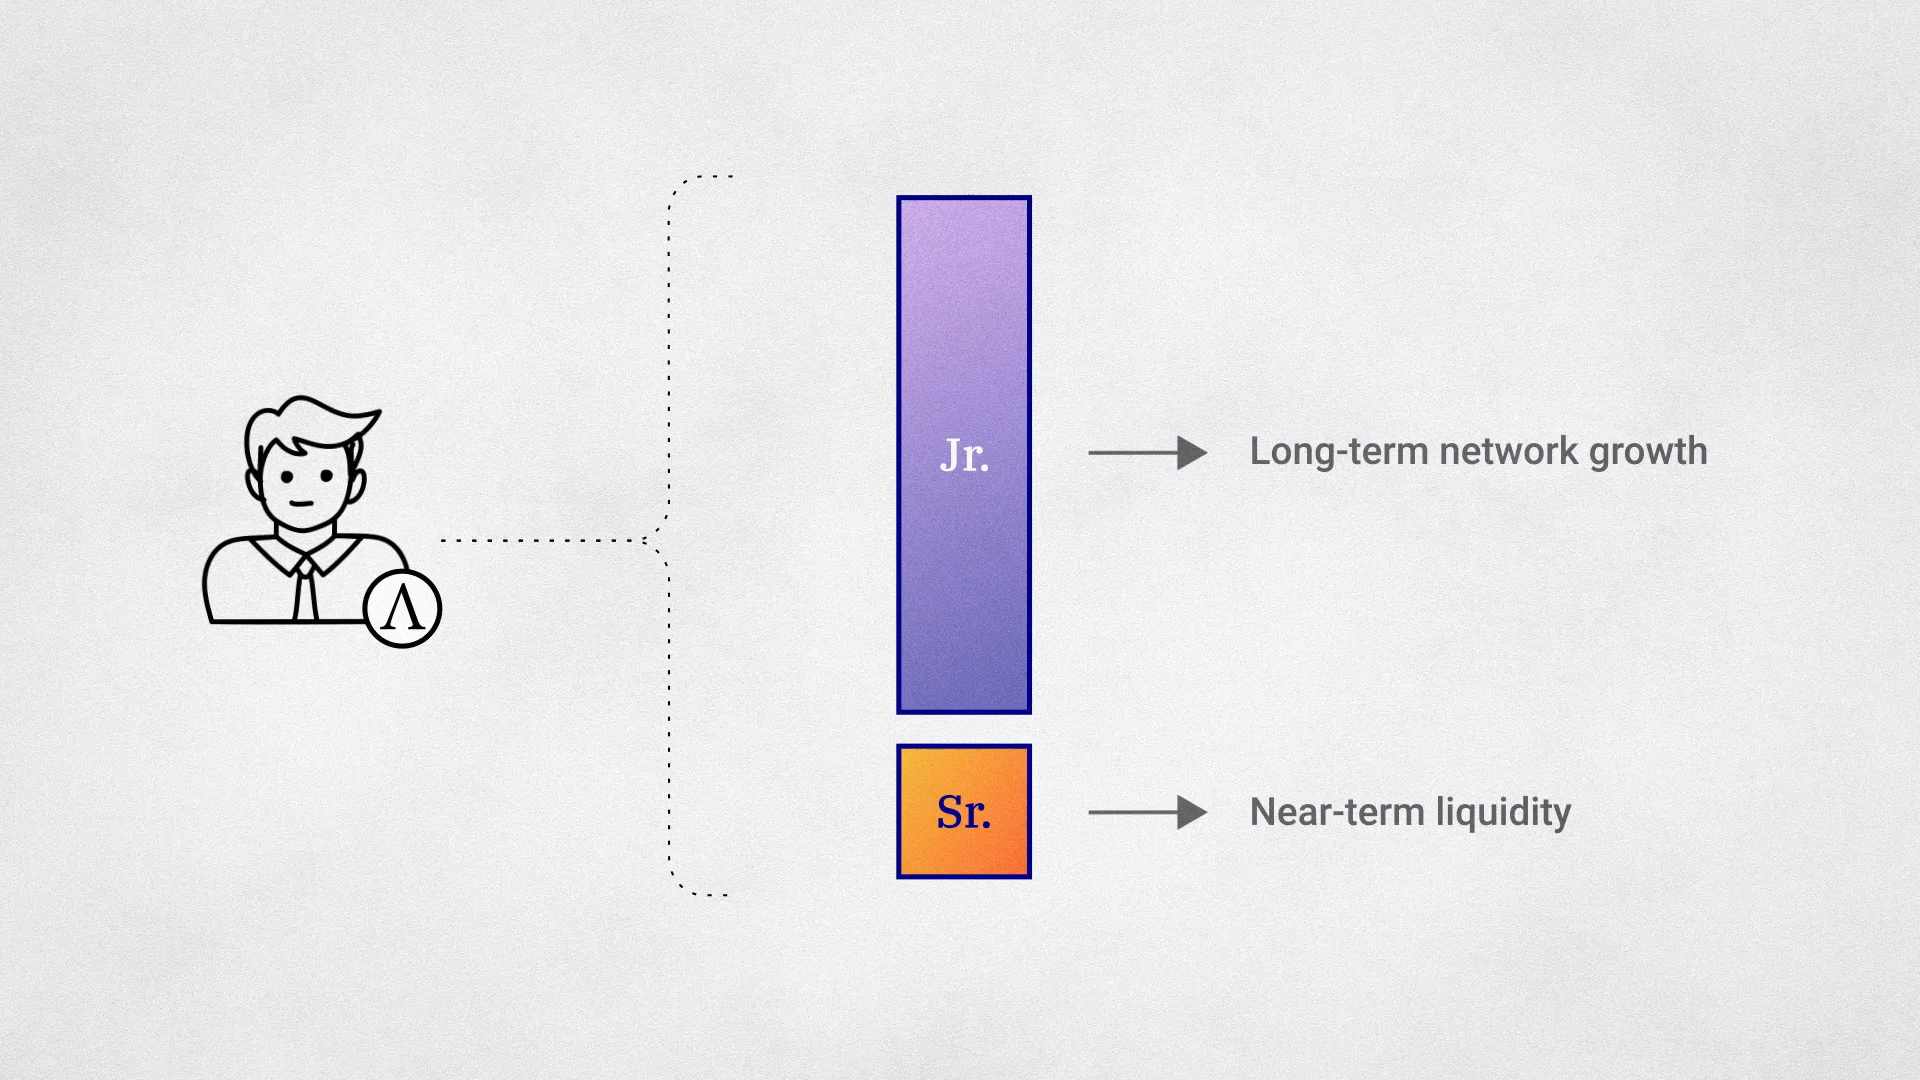 Jr.
Long-term network growth
Λ
Sr.
Near-term liquidity